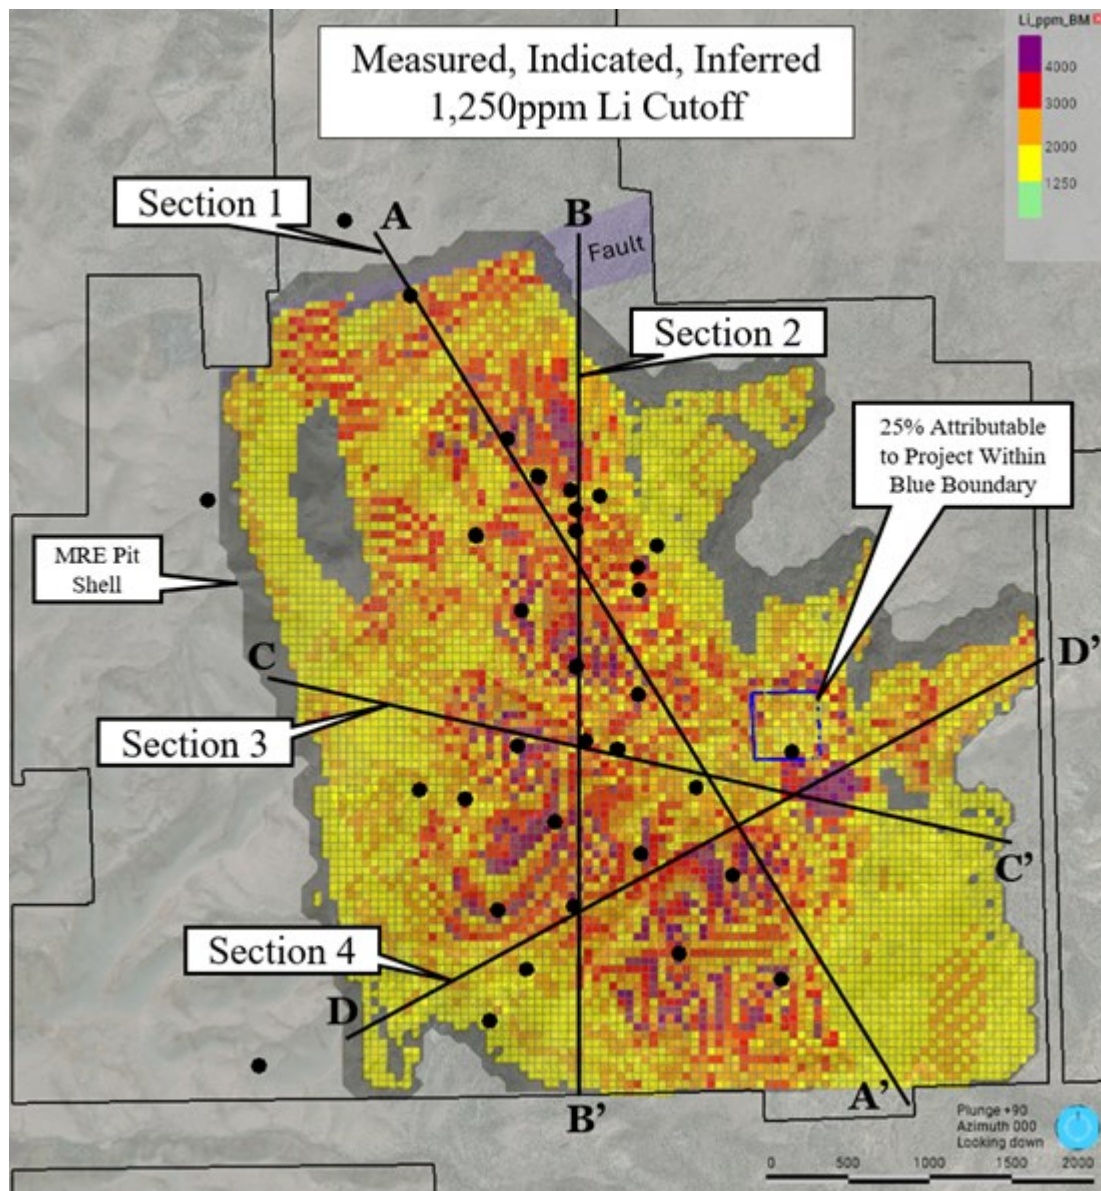 Li_ppm_BM
4000
3000
2000
1250
Measured, Indicated, Inferred
1,250ppm Li Cutoff
Section 1
A
B
Fault
Section 2
25% Attributable
to Project Within
Blue Boundary
MRE Pit
Shell
C
D'
Section 3
C'
Section 4
D
A'
B'
Plunge +90
Azimuth 000
Looking down
0 500 1000 1500 2000